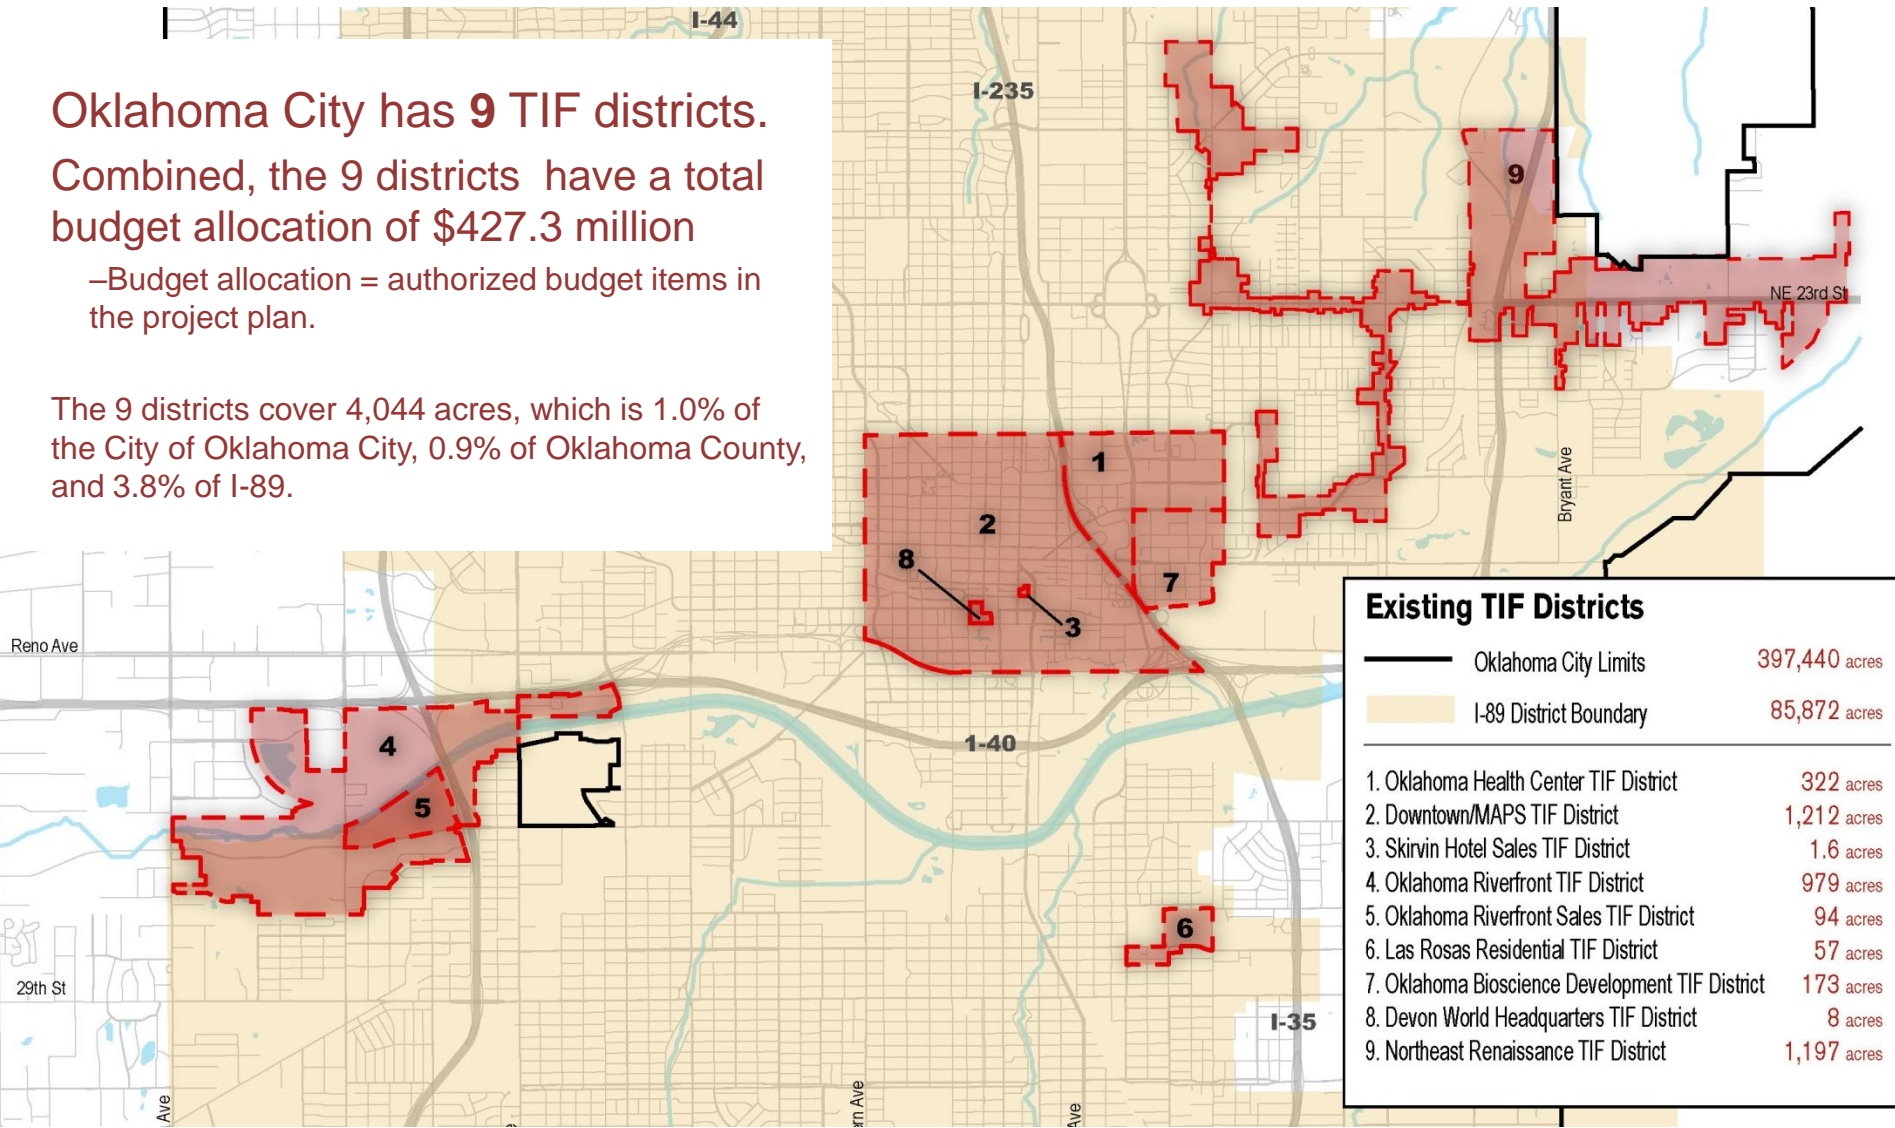 I-44
I-235
Oklahoma City has 9 TIF districts.
Combined, the 9 districts have a total
budget allocation of $427.3 million
–Budget allocation = authorized budget items in
the project plan.
The 9 districts cover 4,044 acres, which is 1.0% of
the City of Oklahoma City, 0.9% of Oklahoma County,
and 3.8% of I-89.
9
NE 23rd St
1
2
8
7
3
Bryant Ave
Reno Ave
4
5
1-40
6
29th St
I-35
Ave
ern Ave
Ave
Existing TIF Districts
Oklahoma City Limits 397,440 acres
I-89 District Boundary 85,872 acres
1. Oklahoma Health Center TIF District 322 acres
2. Downtown/MAPS TIF District 1,212 acres
3. Skirvin Hotel Sales TIF District 1.6 acres
4. Oklahoma Riverfront TIF District 979 acres
5. Oklahoma Riverfront Sales TIF District 94 acres
6. Las Rosas Residential TIF District 57 acres
7. Oklahoma Bioscience Development TIF District 173 acres
8. Devon World Headquarters TIF District 8 acres
9. Northeast Renaissance TIF District 1,197 acres